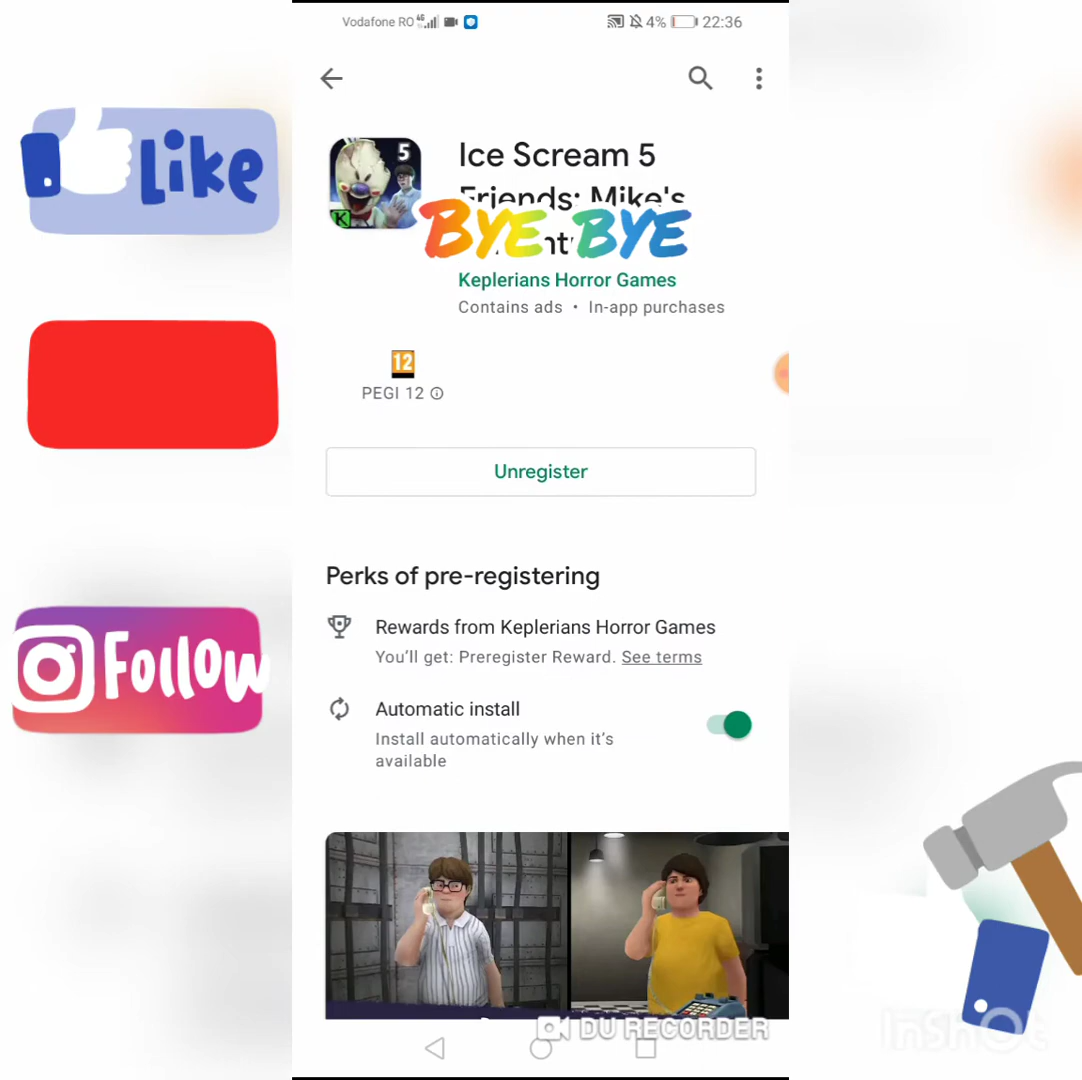 Vodafone RO 4G 4% 22:36
Like
5
K
Ice Scream 5
Friends: Mike's
BYE BYE
Keplerians Horror Games
Contains ads • In-app purchases
12
PEGI 12
Unregister
Perks of pre-registering
Rewards from Keplerians Horror Games
You'll get: Preregister Reward. See terms
Follow
Automatic install
Install automatically when it's
available
DU RECORDER
InShOt